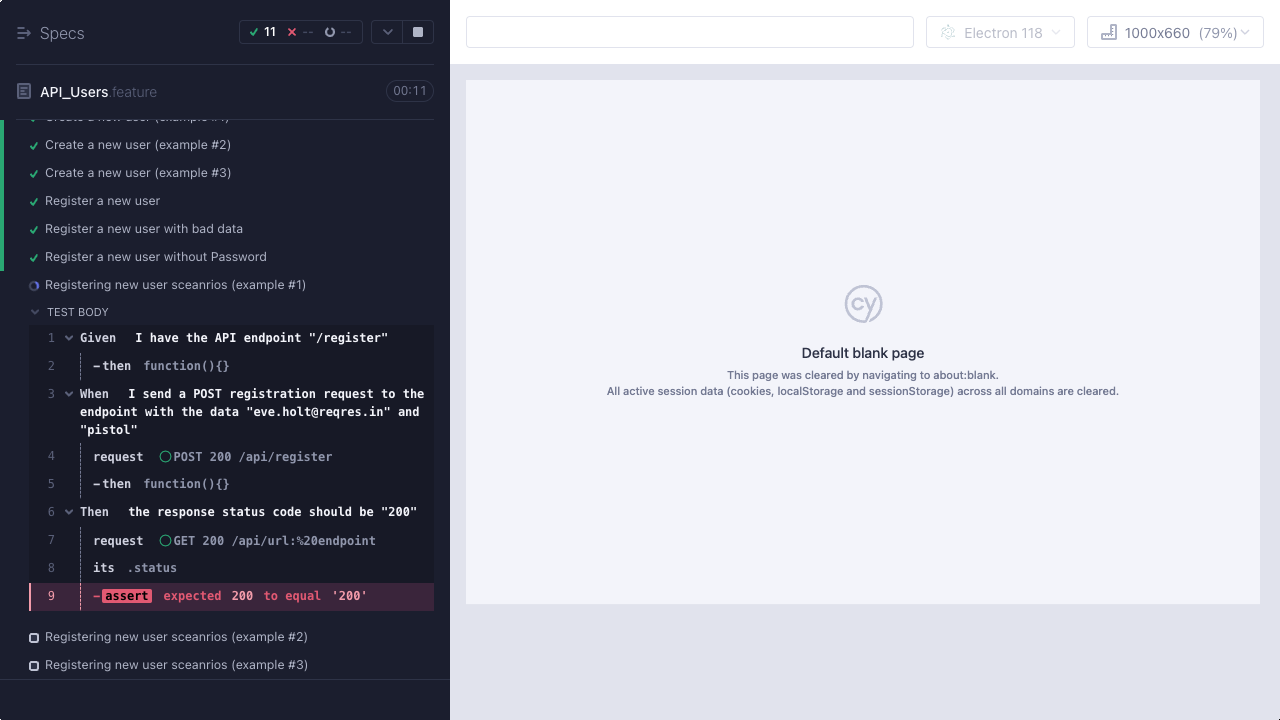 Specs
11
--
--
API_Users.feature
00:11
Create a new user (example #1)
Create a new user (example #2)
Create a new user (example #3)
Register a new user
Register a new user with bad data
Register a new user without Password
Registering new user sceanrios (example #1)
TEST BODY
1 Given I have the API endpoint "/register"
2 -then function(){}
3 When I send a POST registration request to the
endpoint with the data "eve.holt@reqres.in" and
"pistol"
4 request POST 200 /api/register
5 -then function(){}
6 Then the response status code should be "200"
7 request GET 200 /api/url:%20endpoint
8 its .status
9 -assert expected 200 to equal '200'
Registering new user sceanrios (example #2)
Registering new user sceanrios (example #3)
Electron 118
1000x660 (79%)
cy
Default blank page
This page was cleared by navigating to about:blank.
All active session data (cookies, localStorage and sessionStorage) across all domains are cleared.